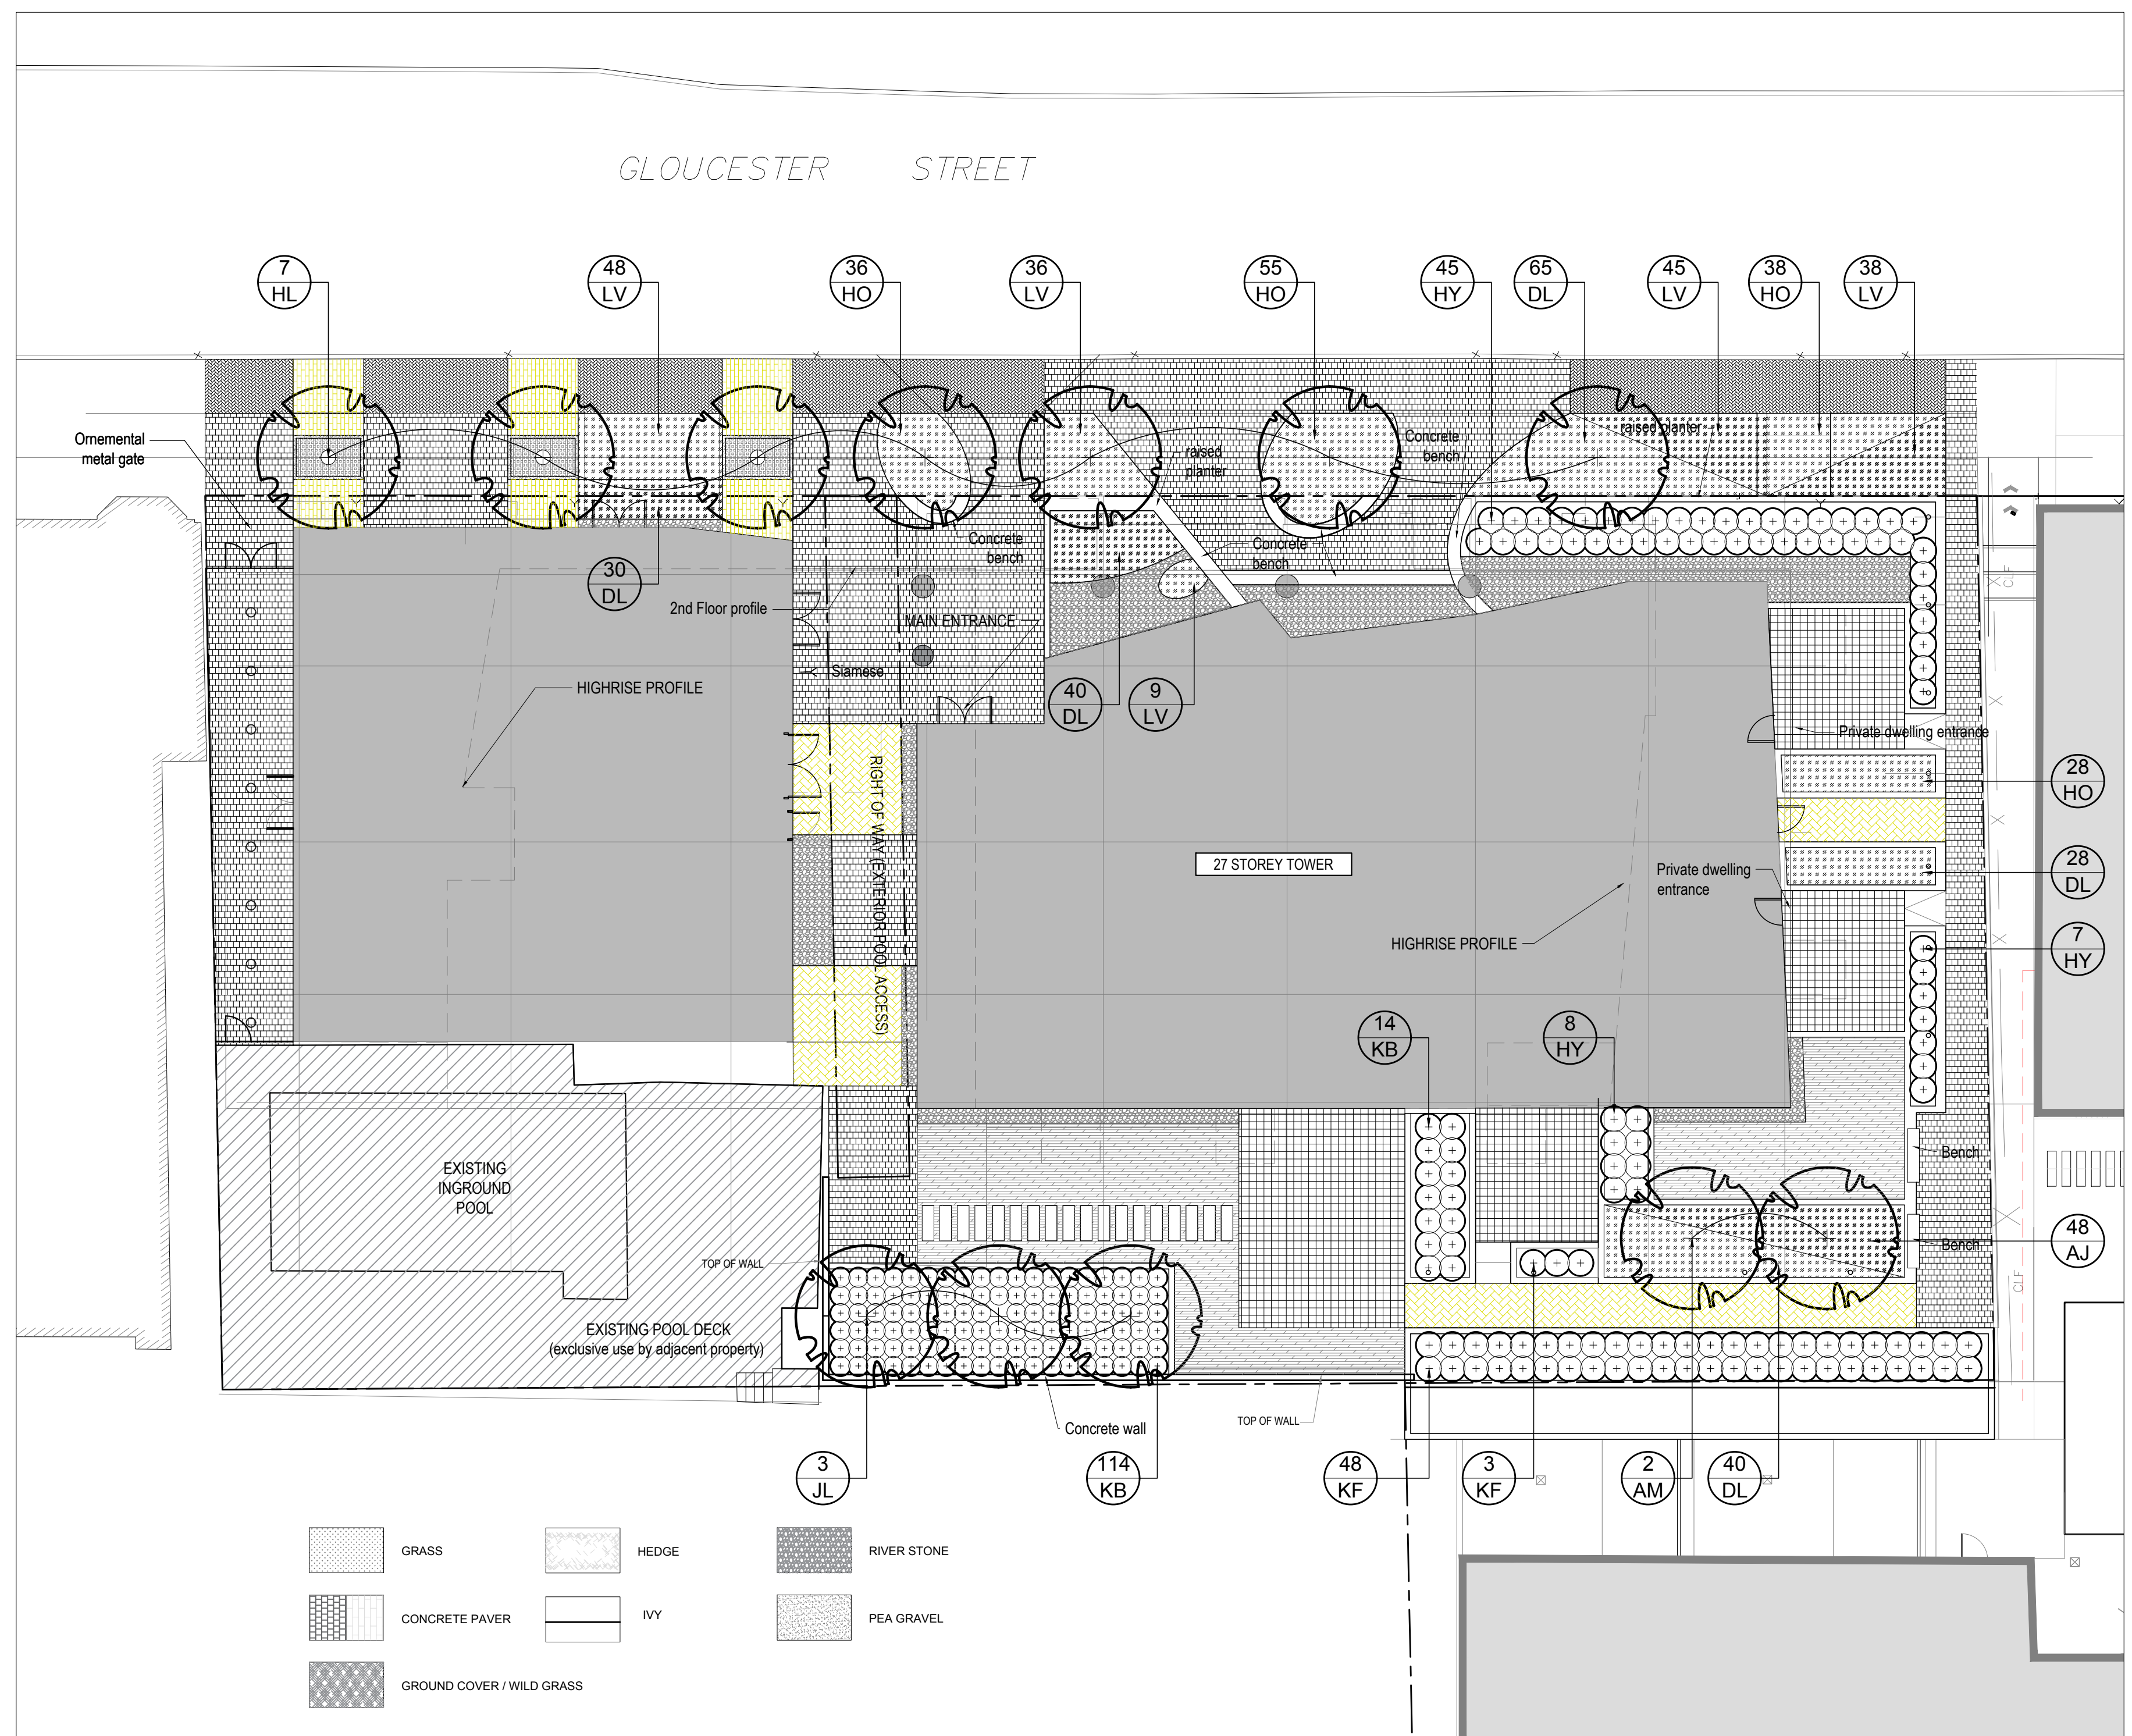 GLOUCESTER STREET
7
HL
48
LV
36
HO
36
LV
55
HO
45
HY
65
DL
45
LV
38
HO
38
LV
Ornemental
metal gate
raised planter
Concrete
bench
raised
planter
Concrete
bench
Concrete
bench
30
DL
2nd Floor profile
MAIN ENTRANCE
Siamese
HIGHRISE PROFILE
40
DL
9
LV
CLF
Private dwelling entrance
28
HO
RIGHT OF WAY (EXTERIOR POOL ACCESS)
27 STOREY TOWER
Private dwelling
entrance
28
DL
HIGHRISE PROFILE
7
HY
14
KB
8
HY
EXISTING
INGROUND
POOL
Bench
Bench
48
AJ
TOP OF WALL
CLF
EXISTING POOL DECK
(exclusive use by adjacent property)
Concrete wall
TOP OF WALL
3
JL
114
KB
48
KF
3
KF
2
AM
40
DL
GRASS
HEDGE
RIVER STONE
CONCRETE PAVER
IVY
PEA GRAVEL
GROUND COVER / WILD GRASS